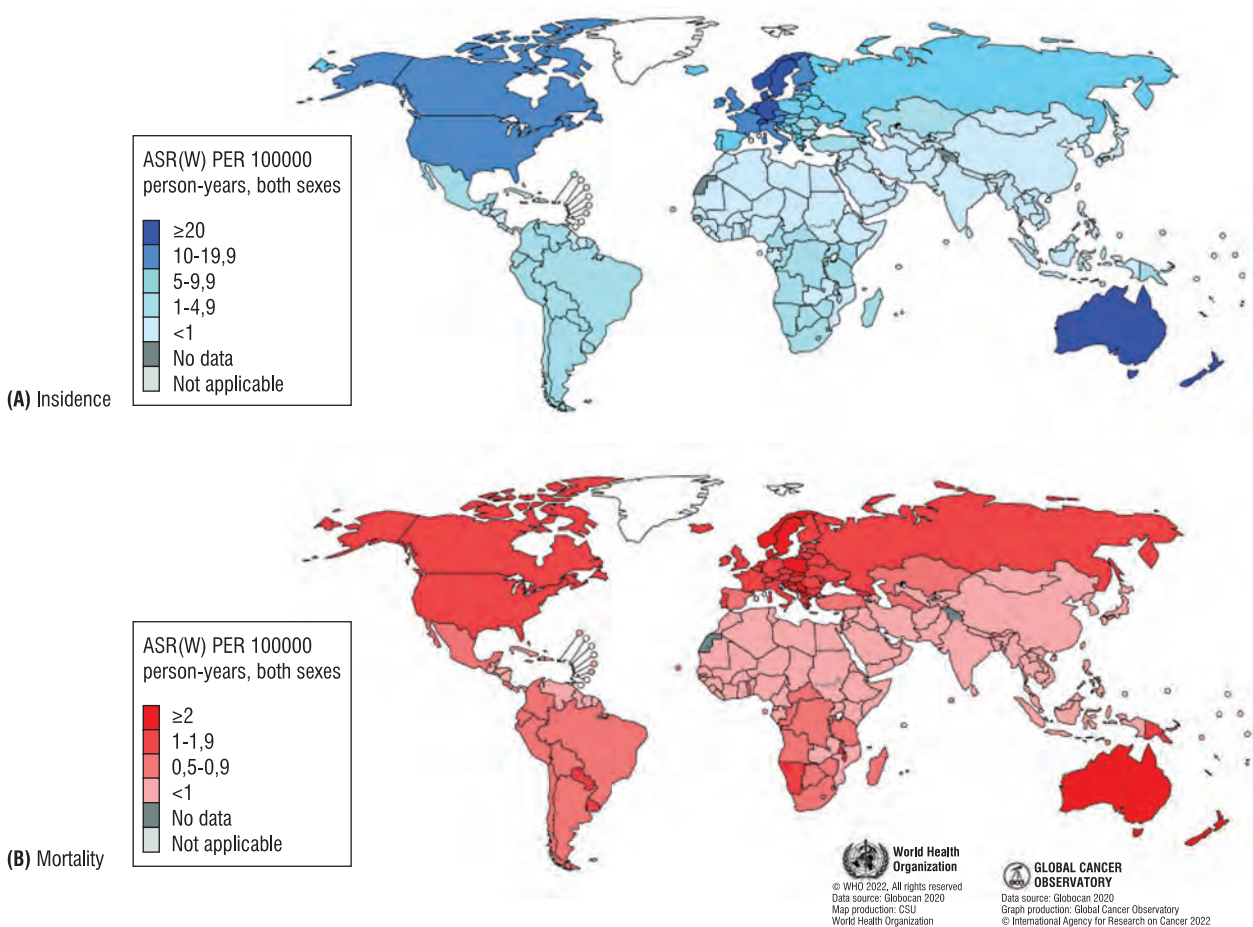 ASR(W) PER 100000
person-years, both sexes
≥20
10-19,9
5-9,9
1-4,9
<1
No data
Not applicable
(A) Insidence
ASR(W) PER 100000
person-years, both sexes
≥2
1-1,9
0,5-0,9
<1
No data
Not applicable
(B) Mortality
World Health
Organization
© WHO 2022, All rights reserved
Data source: Globocan 2020
Map production: CSU
World Health Organization
GLOBAL CANCER
OBSERVATORY
Data source: Globocan 2020
Graph production: Global Cancer Observatory
© International Agency for Research on Cancer 2022